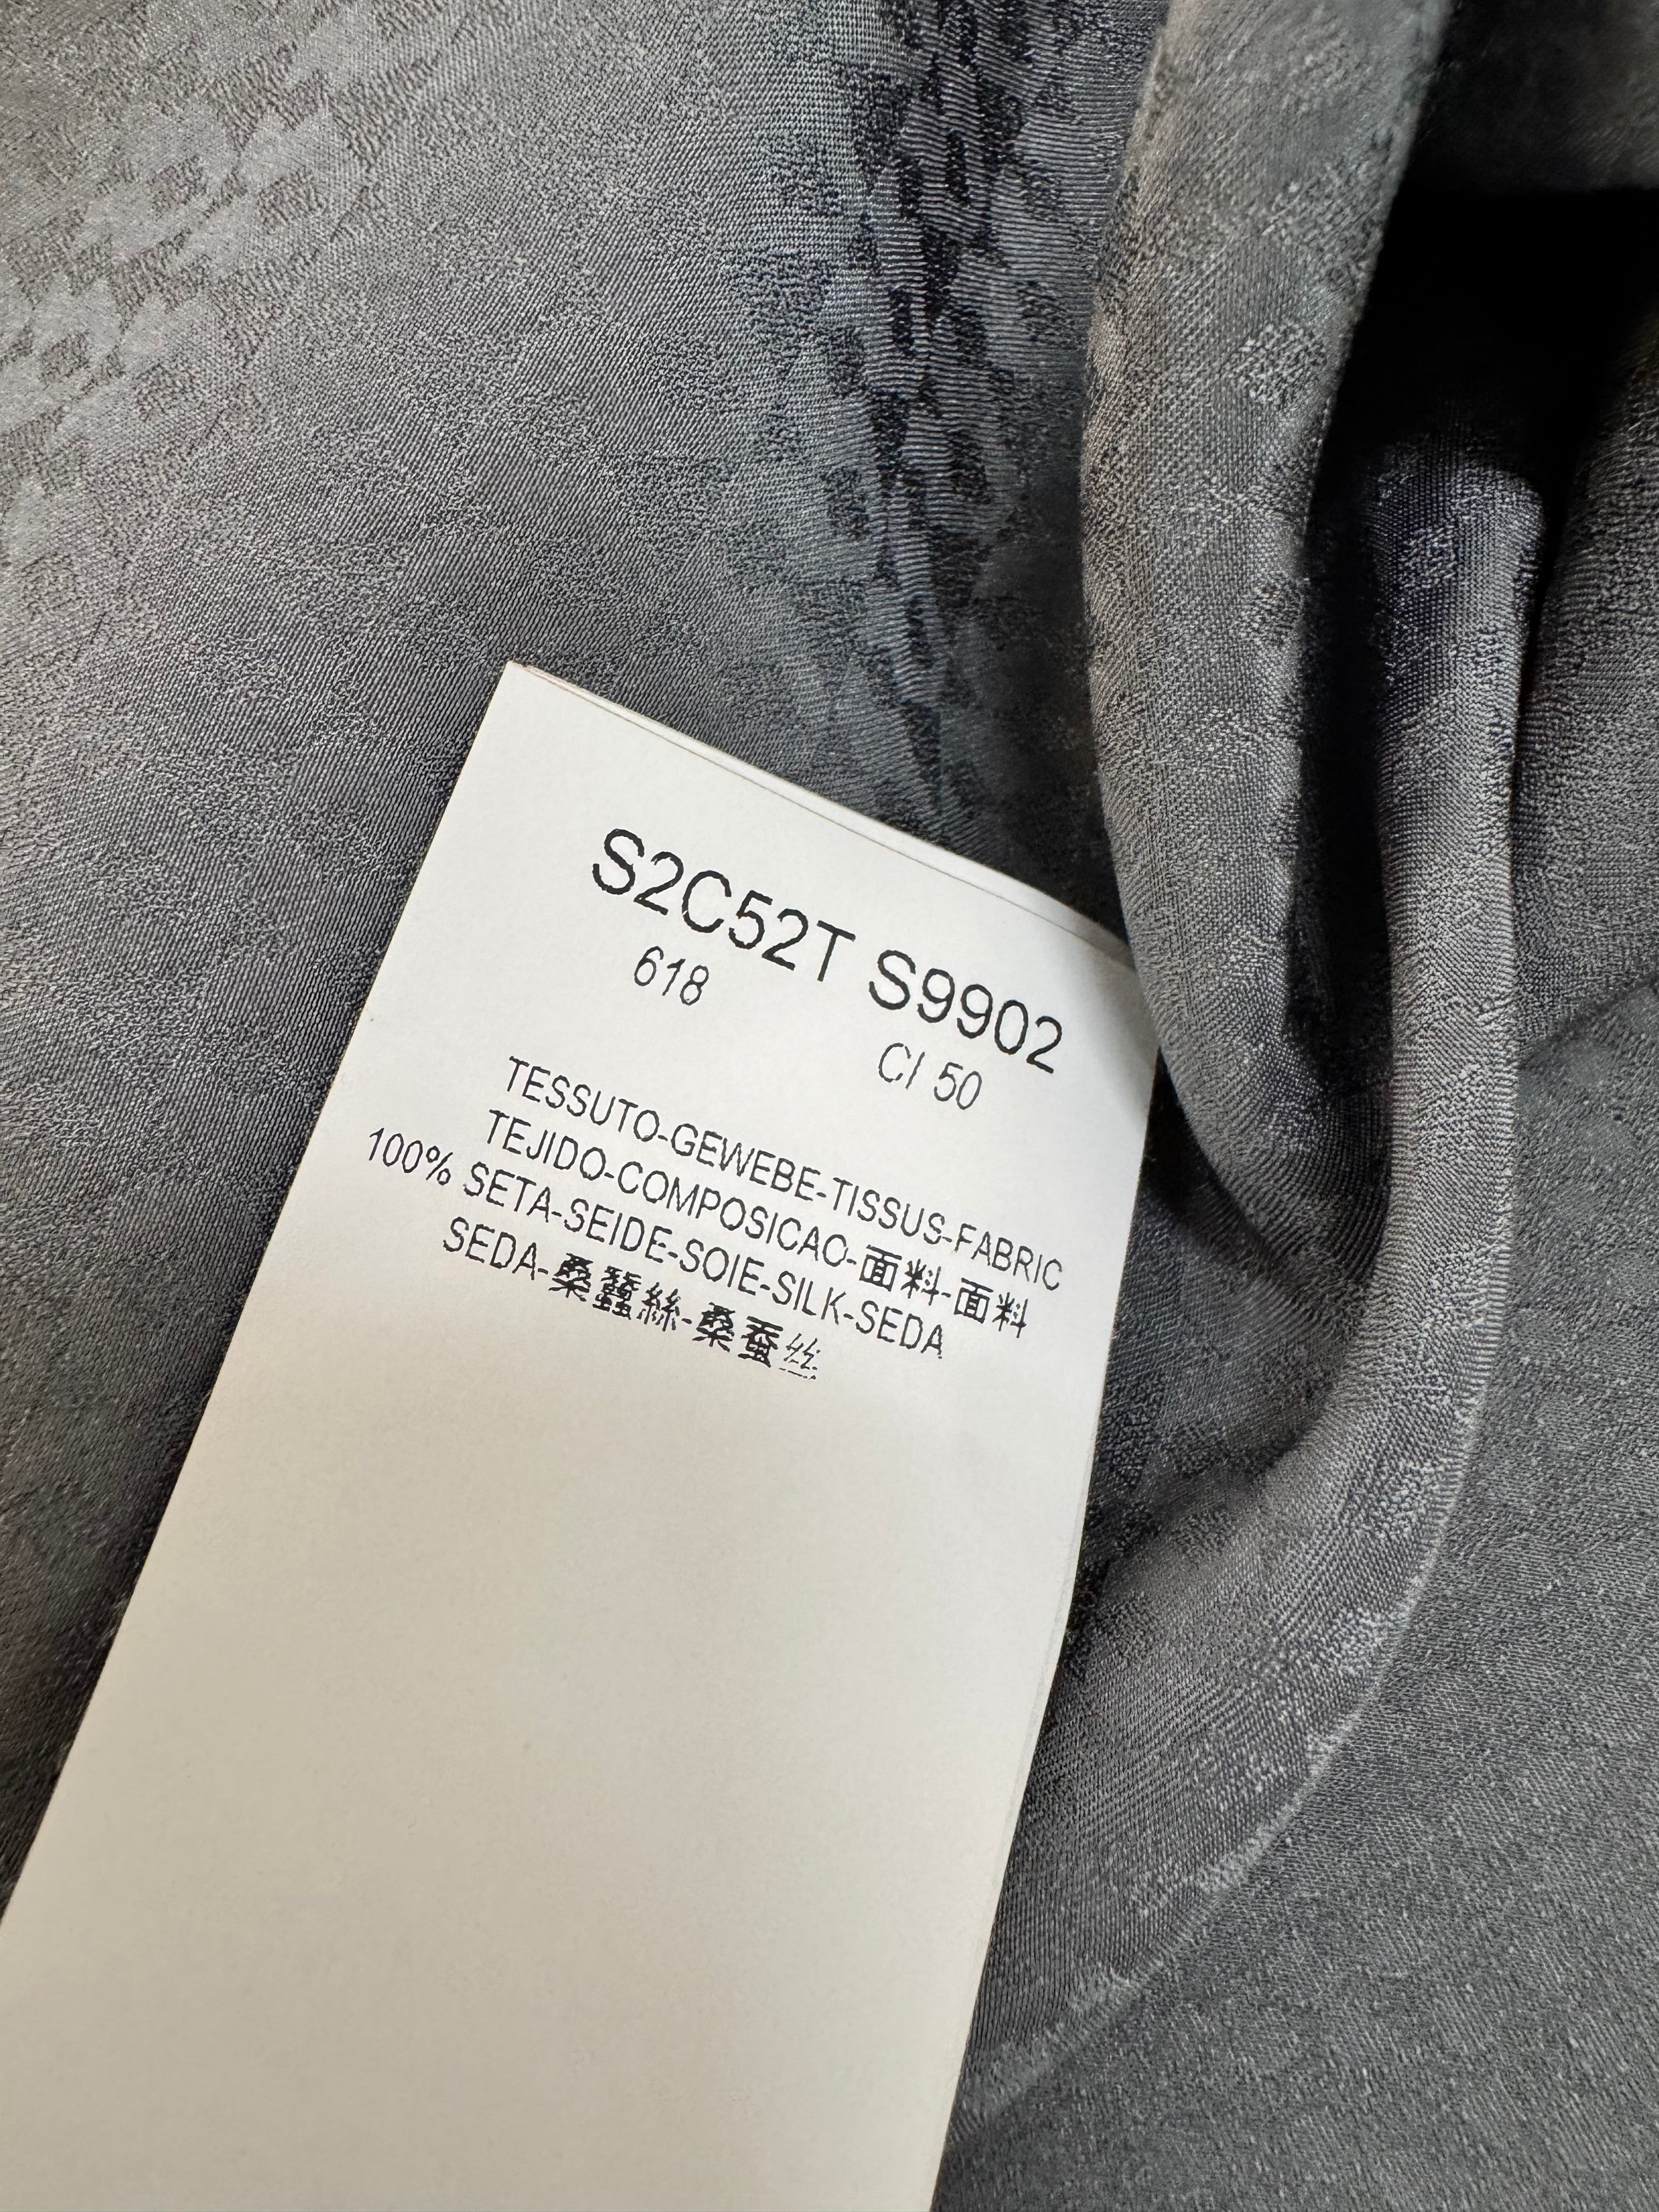 S2C52T S9902
618 C/ 50
TESSUTO-GEWEBE-TISSUS-FABRIC
TEJIDO-COMPOSICAO-面料-面料
100% SETA-SEIDE-SOIE-SILK-SEDA
SEDA-桑蠶絲-桑蚕丝